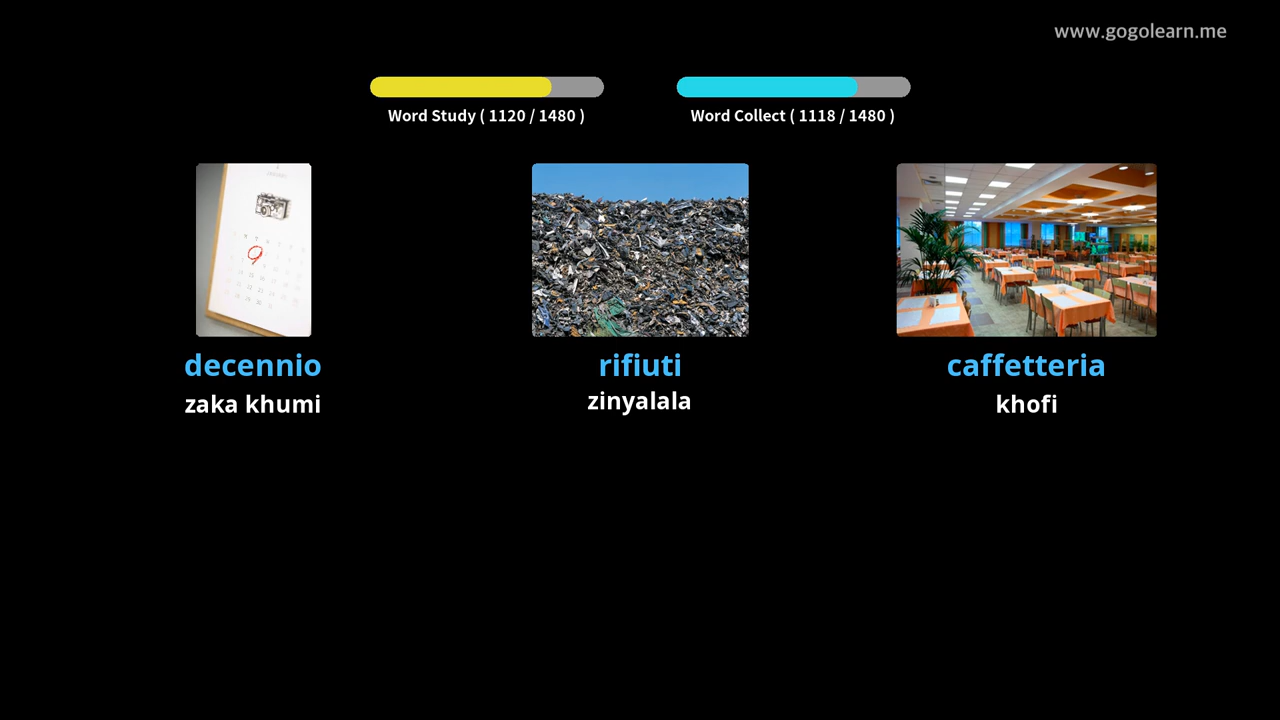 www.gogolearn.me
Word Study ( 1120 / 1480 )
Word Collect ( 1118 / 1480 )
decennio
rifiuti
caffetteria
zaka khumi
zinyalala
khofi